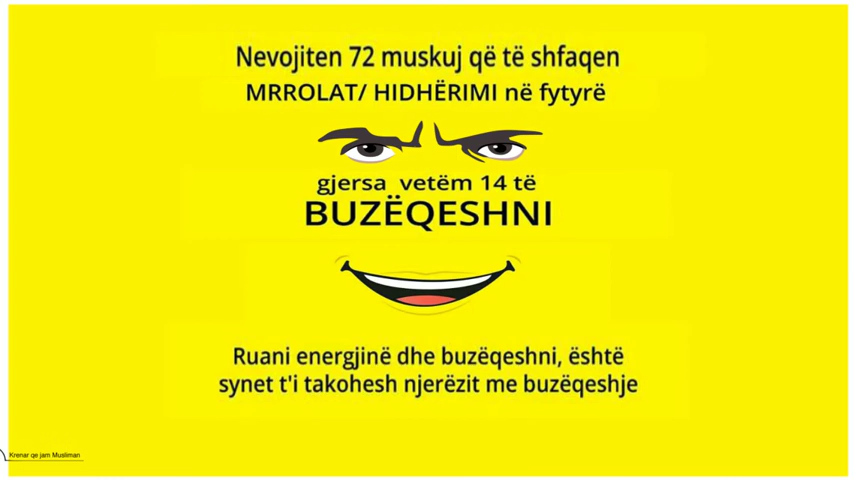 Nevojiten 72 muskuj që të shfaqen
MRROLAT/ HIDHËRIMI në fytyrë
gjersa vetëm 14 të
BUZËQESHNI
Ruani energjinë dhe buzëqeshni, është
synet t'i takohesh njerëzit me buzëqeshje
Krenar qe jam Musliman